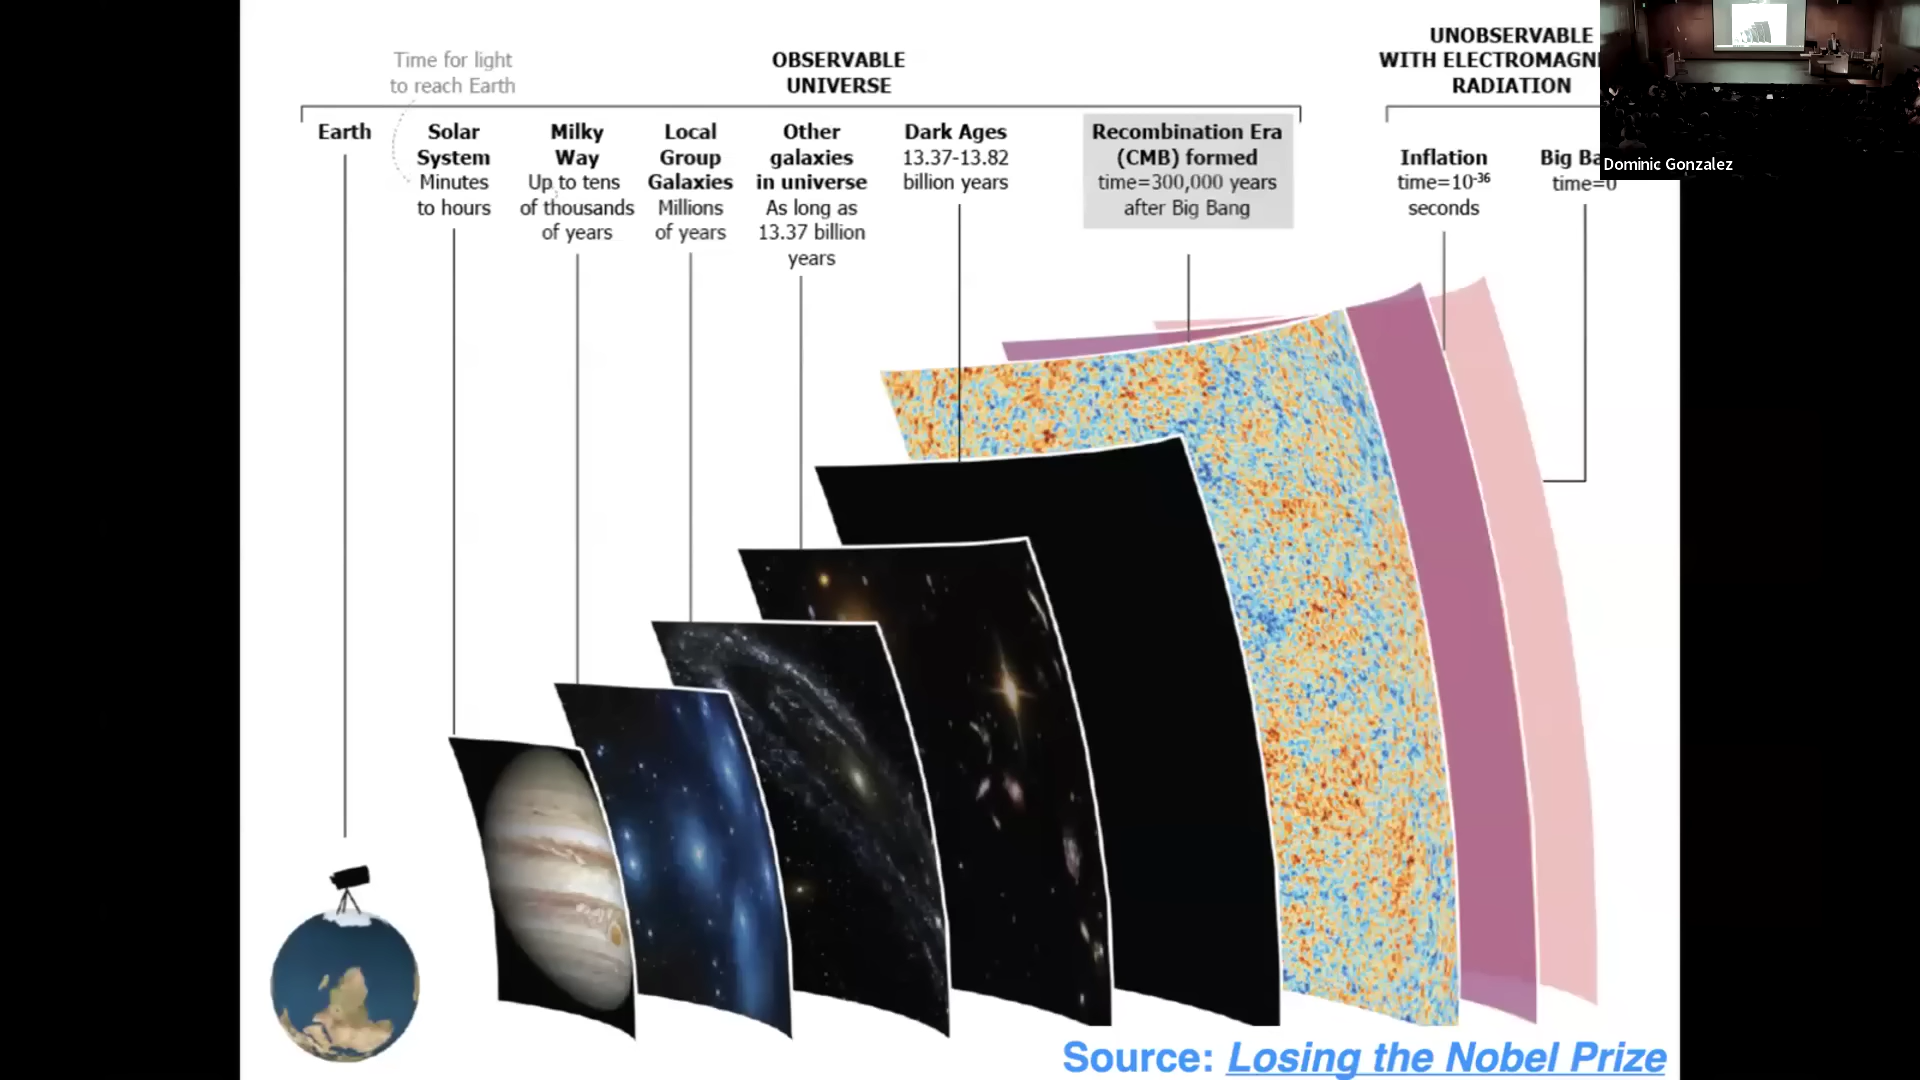 Time for light
to reach Earth
OBSERVABLE
UNIVERSE
UNOBSERVABLE
WITH
RADIATION
Earth
Solar
System
Minutes
to hours
Milky
Way
Up to tens
of thousands
of years
Local
Group
Galaxies
Millions
of years
Other
galaxies
in universe
As long as
13.37 billion
years
Dark Ages
13.37-13.82
billion years
Recombination Era
(CMB) formed
time=300,000 years
after Big Bang
Inflation
time=10⁻³⁶
seconds
Big
time=0
Dominic Gonzalez
Source: Losing the Nobel Prize